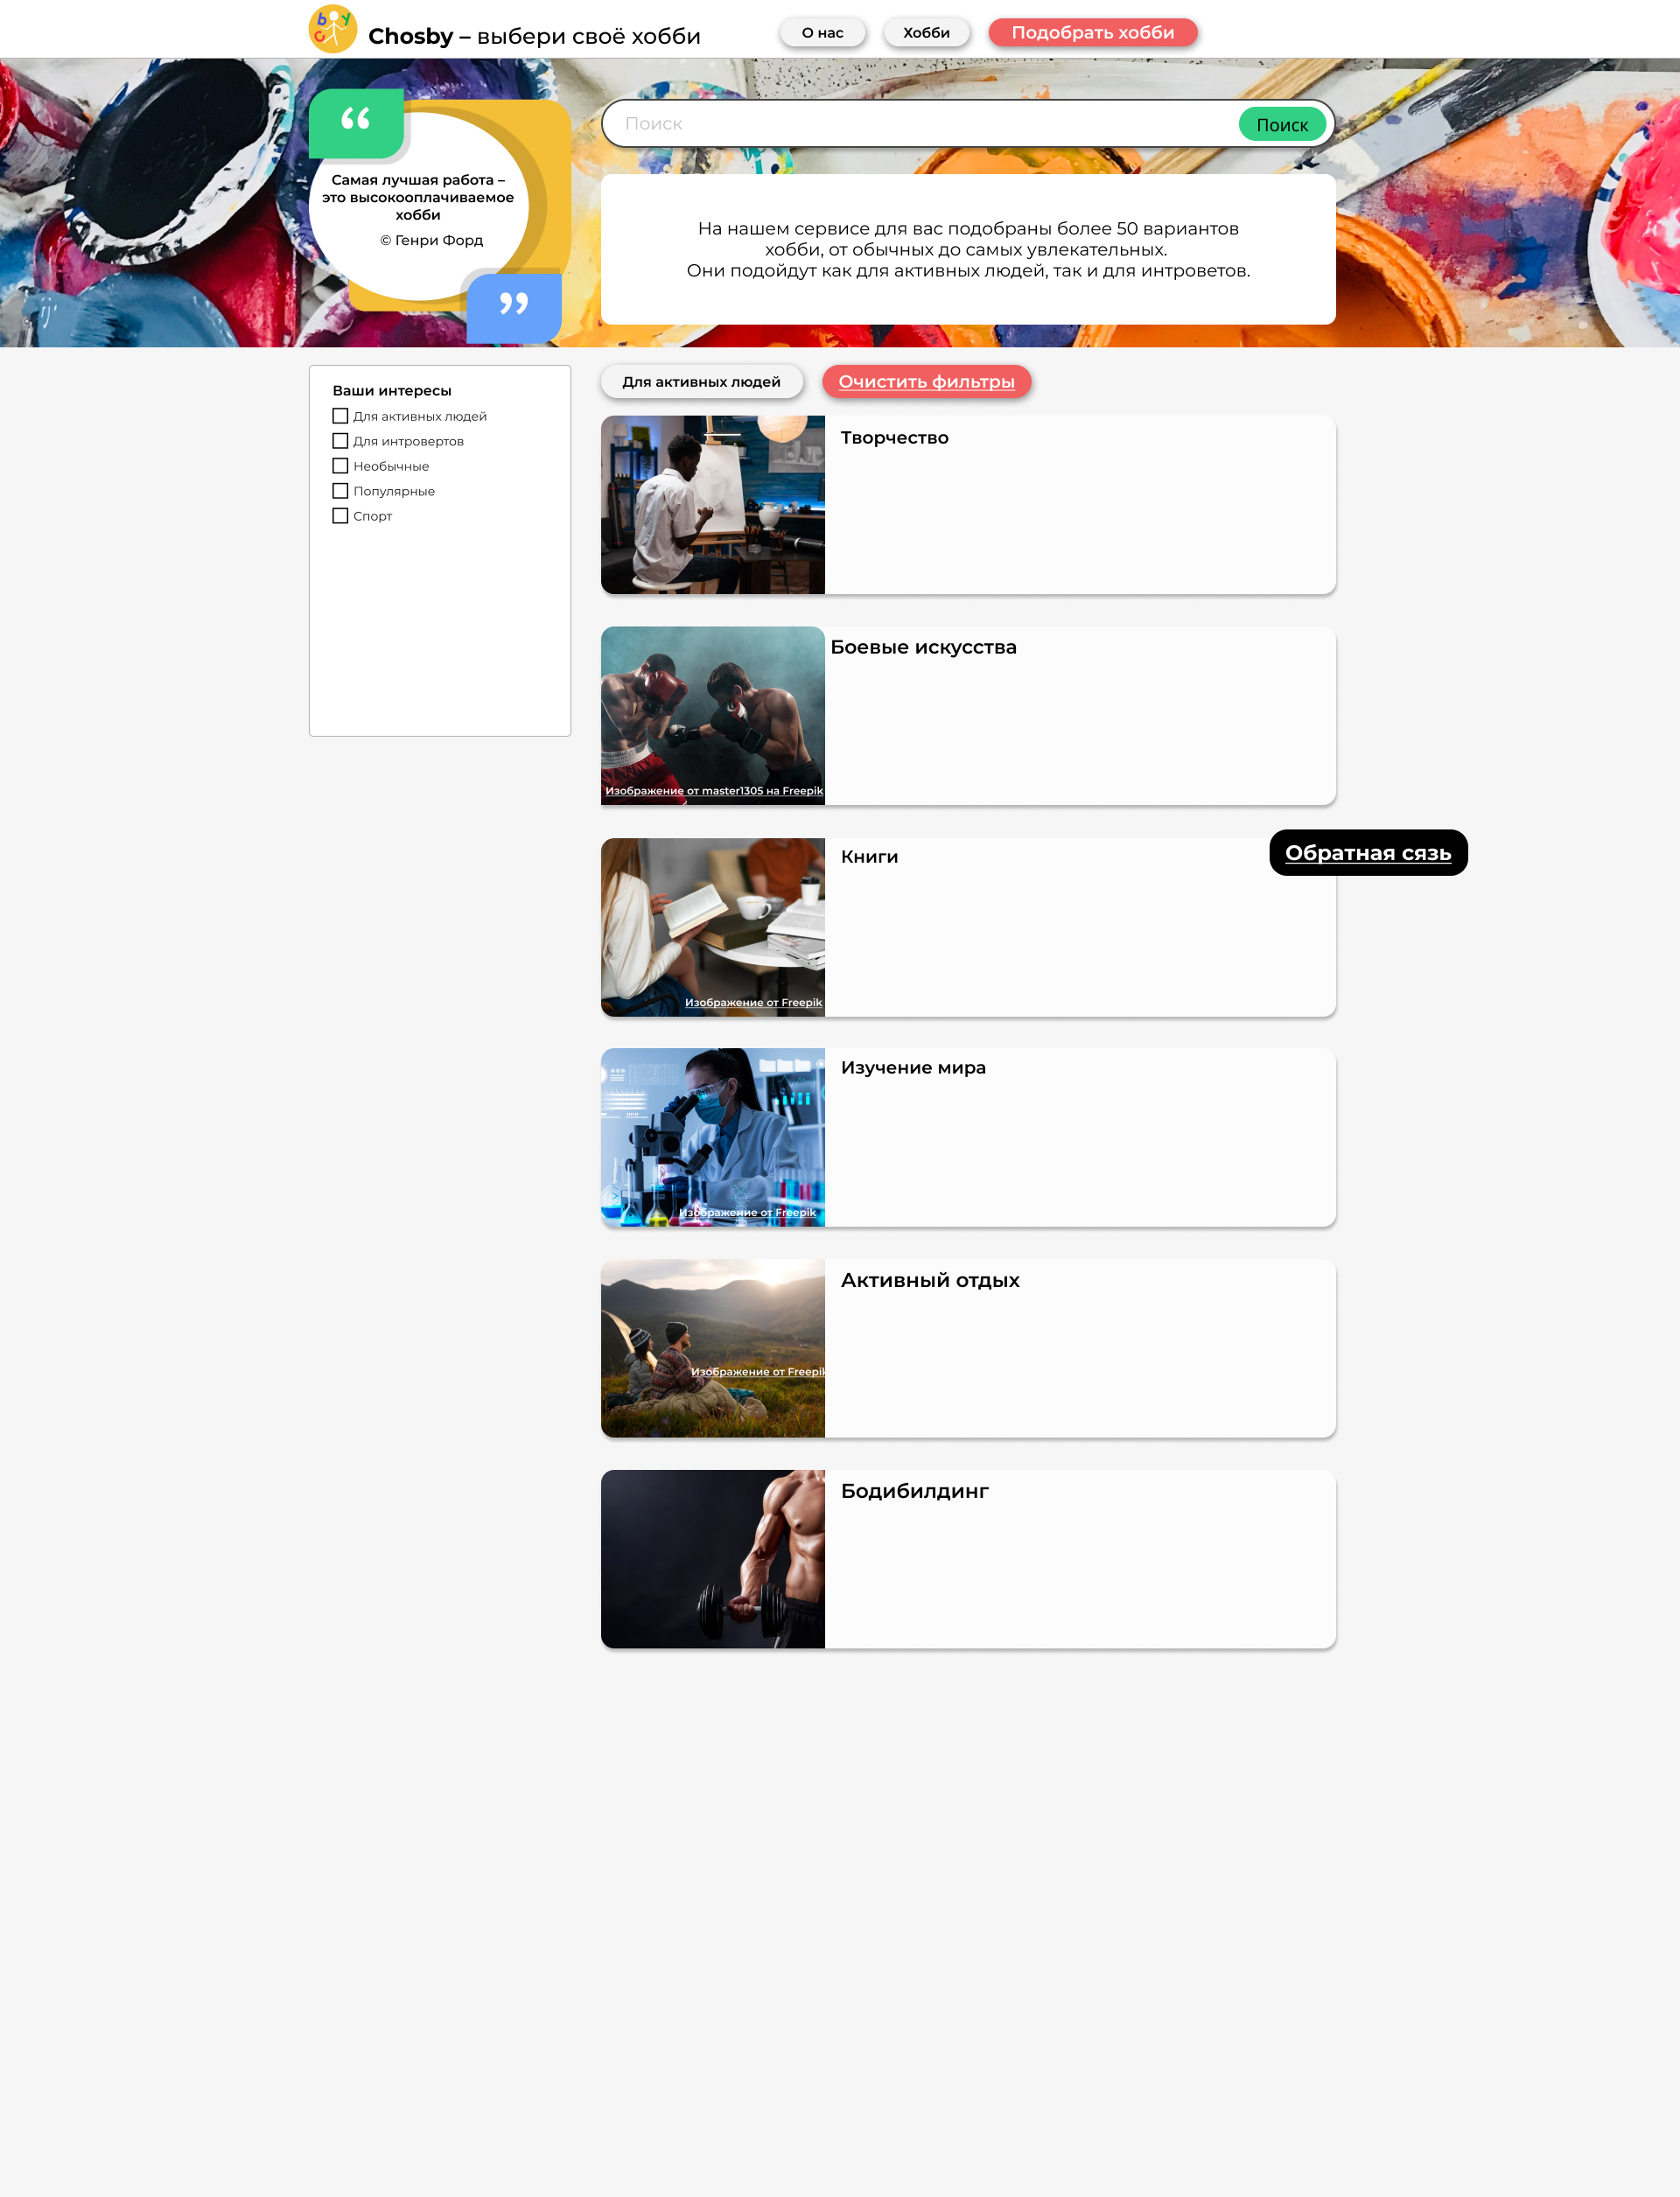 Chosby – выбери своё хобби
О нас
Хобби
Подобрать хобби
“
Самая лучшая работа –
это высокооплачиваемое
хобби
© Генри Форд
”
Поиск
Поиск
На нашем сервисе для вас подобраны более 50 вариантов
хобби, от обычных до самых увлекательных.
Они подойдут как для активных людей, так и для интроветов.
Ваши интересы
Для активных людей
Для интровертов
Необычные
Популярные
Спорт
Для активных людей
Очистить фильтры
Творчество
Боевые искусства
Изображение от master1305 на Freepik
Книги
Обратная сязь
Изображение от Freepik
Изучение мира
Изображение от Freepik
Активный отдых
Изображение от Freepik
Бодибилдинг